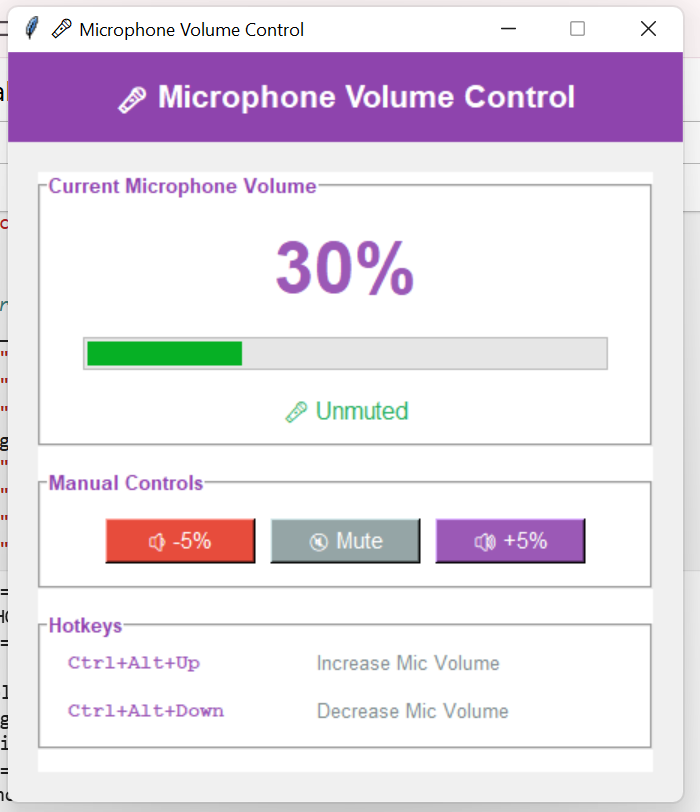 🎤 Microphone Volume Control
🎤 Microphone Volume Control
Current Microphone Volume
30%
🎤 Unmuted
Manual Controls
🔉 -5%
🔇 Mute
🔊 +5%
Hotkeys
Ctrl+Alt+Up Increase Mic Volume
Ctrl+Alt+Down Decrease Mic Volume